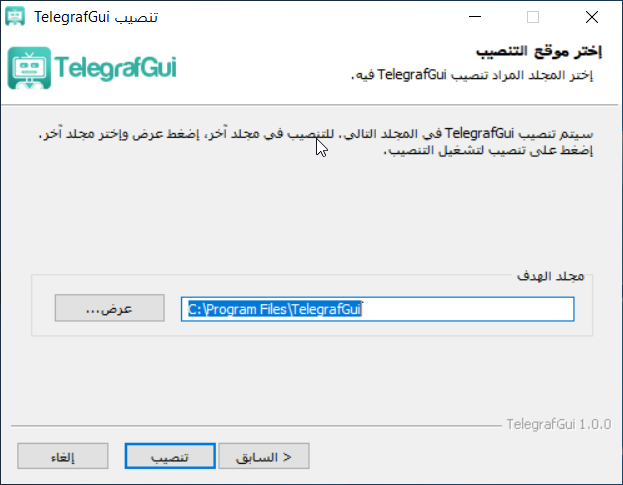 تنصيب TelegrafGui
TelegrafGui
إختر موقع التنصيب
إختر المجلد المراد تنصيب TelegrafGui فيه.
سيتم تنصيب TelegrafGui في المجلد التالي. للتنصيب في مجلد آخر، إضغط عرض وإختر مجلد آخر.
إضغط على تنصيب لتشغيل التنصيب.
مجلد الهدف
C:\Program Files\TelegrafGui
عرض...
TelegrafGui 1.0.0
< السابق
تنصيب
إلغاء